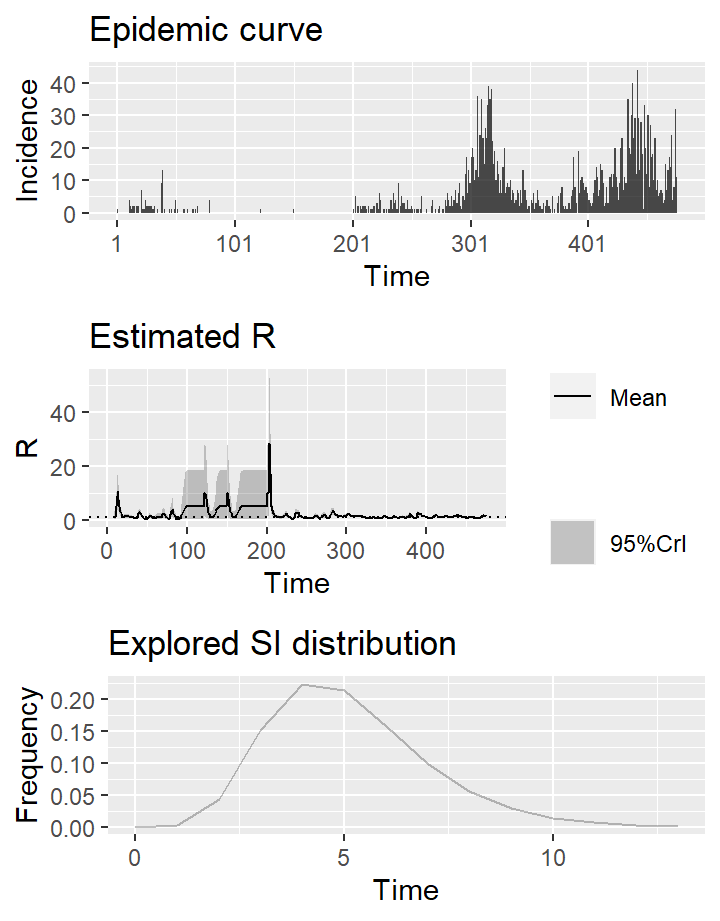 Epidemic curve
40
30
20
10
0
Incidence
1 101 201 301 401
Time
Estimated R
40
20
0
R
0 100 200 300 400
Time
Mean
95%CrI
Explored SI distribution
0.20
0.15
0.10
0.05
0.00
Frequency
0 5 10
Time